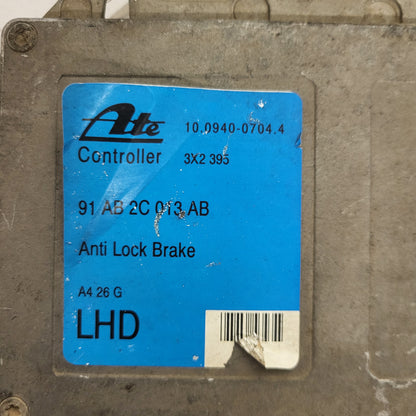 Ate 10.0940-0704.4
Controller 3X2 395
91 AB 2C 013 AB
Anti Lock Brake
A4 26 G
LHD